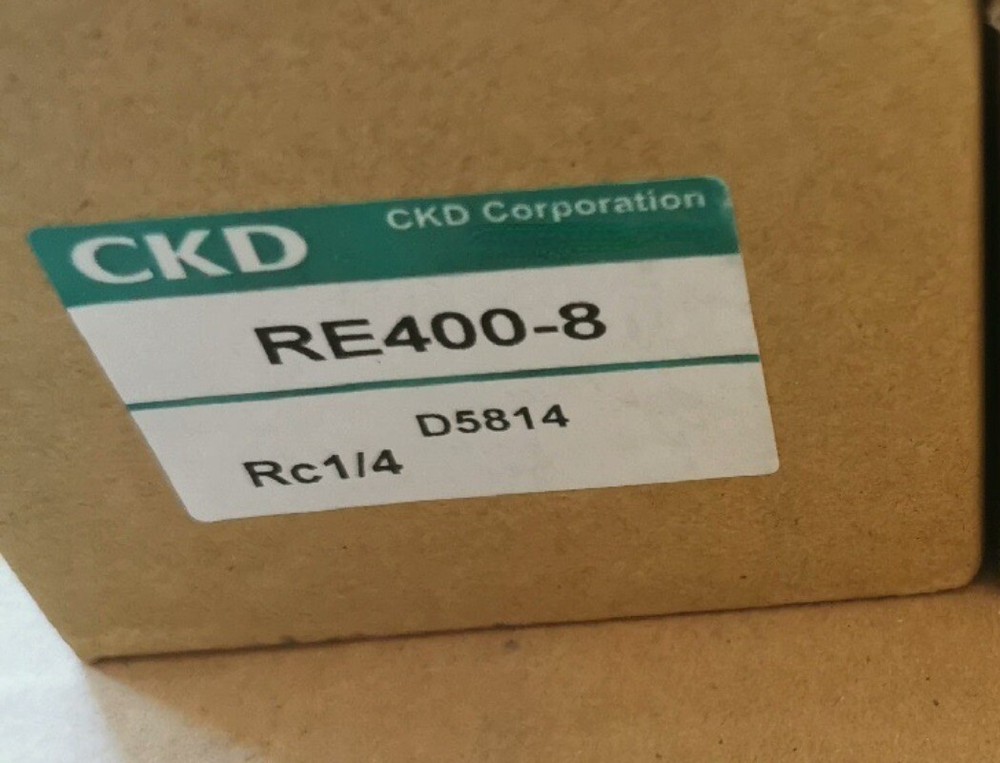 CKD CKD Corporation
RE400-8
D5814
Rc1/4